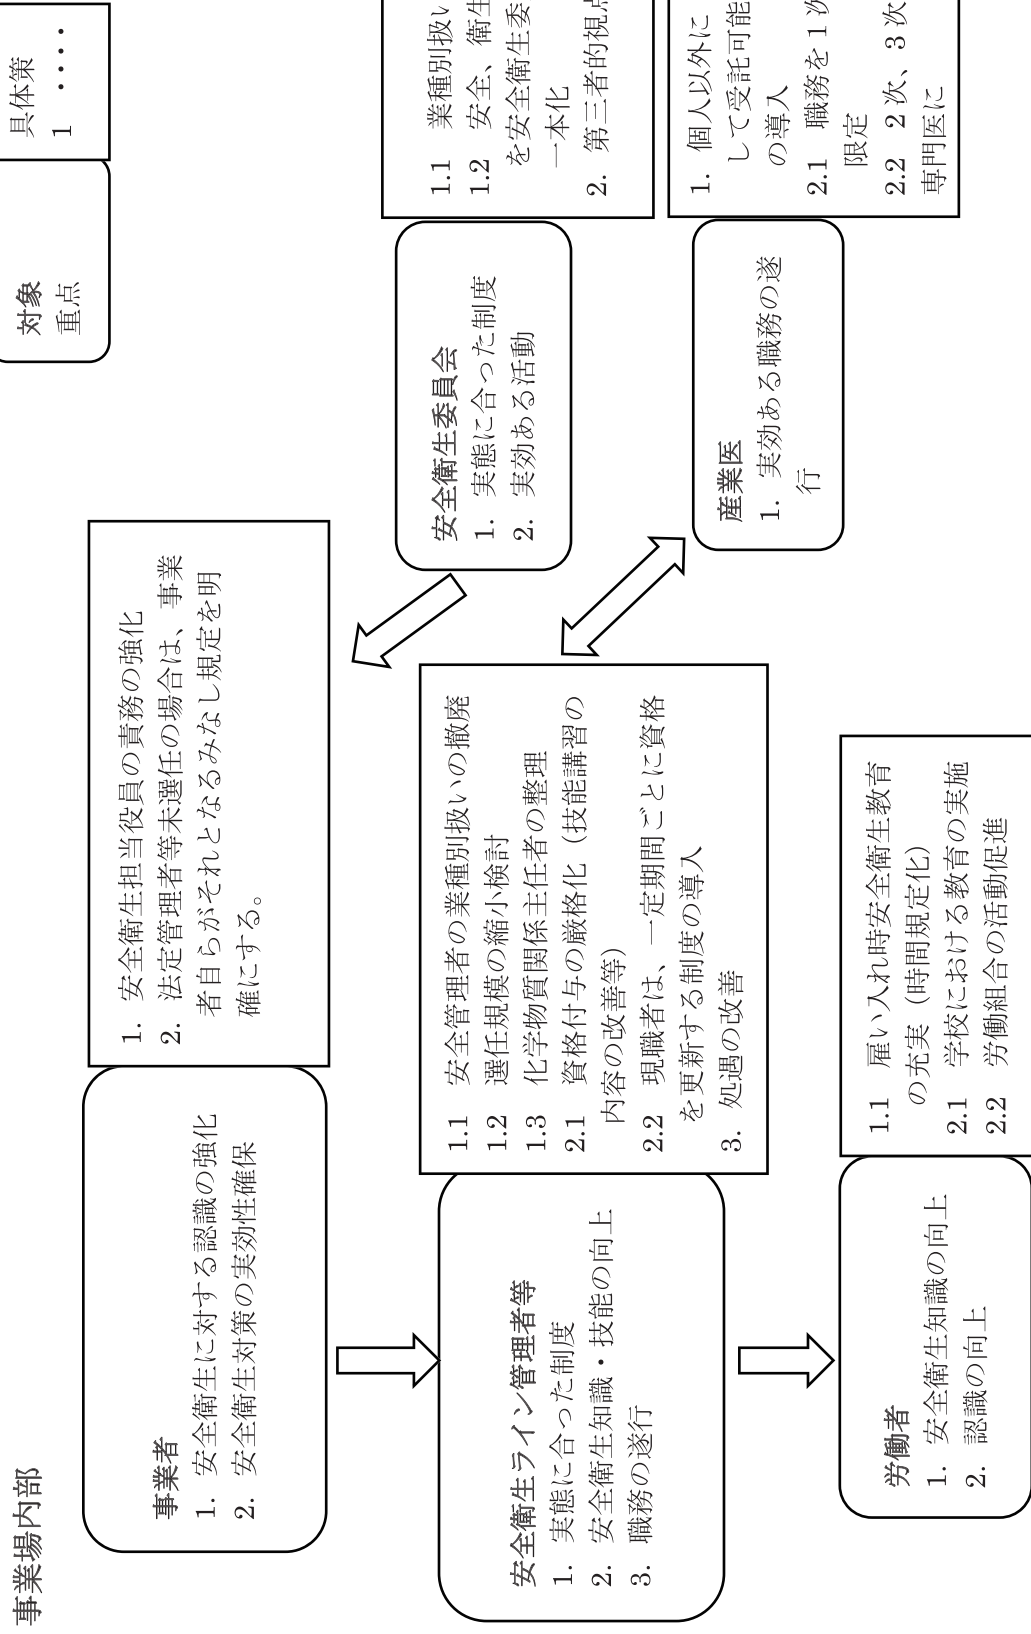 事業場内部
対象
重点
具体策
1 ・・・・
事業者
1. 安全衛生に対する認識の強化
2. 安全衛生対策の実効性確保
1. 安全衛生担当役員の責務の強化
2. 法定管理者等未選任の場合は、事業
者自らがそれとなるみなし規定を明
確にする。
安全衛生委員会
1. 実態に合った制度
2. 実効ある活動
1.1 業種別扱い
1.2 安全、衛生
を安全衛生委
一本化
2. 第三者的視点
安全衛生ライン管理者等
1. 実態に合った制度
2. 安全衛生知識・技能の向上
3. 職務の遂行
1.1 安全管理者の業種別扱いの撤廃
1.2 選任規模の縮小検討
1.3 化学物質関係主任者の整理
2.1 資格付与の厳格化（技能講習の
内容の改善等）
2.2 現職者は、一定期間ごとに資格
を更新する制度の導入
3. 処遇の改善
産業医
1. 実効ある職務の遂
行
1. 個人以外に
して受託可能
の導入
2.1 職務を1次
限定
2.2 2次、3次
専門医に
労働者
1. 安全衛生知識の向上
2. 認識の向上
1.1 雇い入れ時安全衛生教育
の充実（時間規定化）
2.1 学校における教育の実施
2.2 労働組合の活動促進